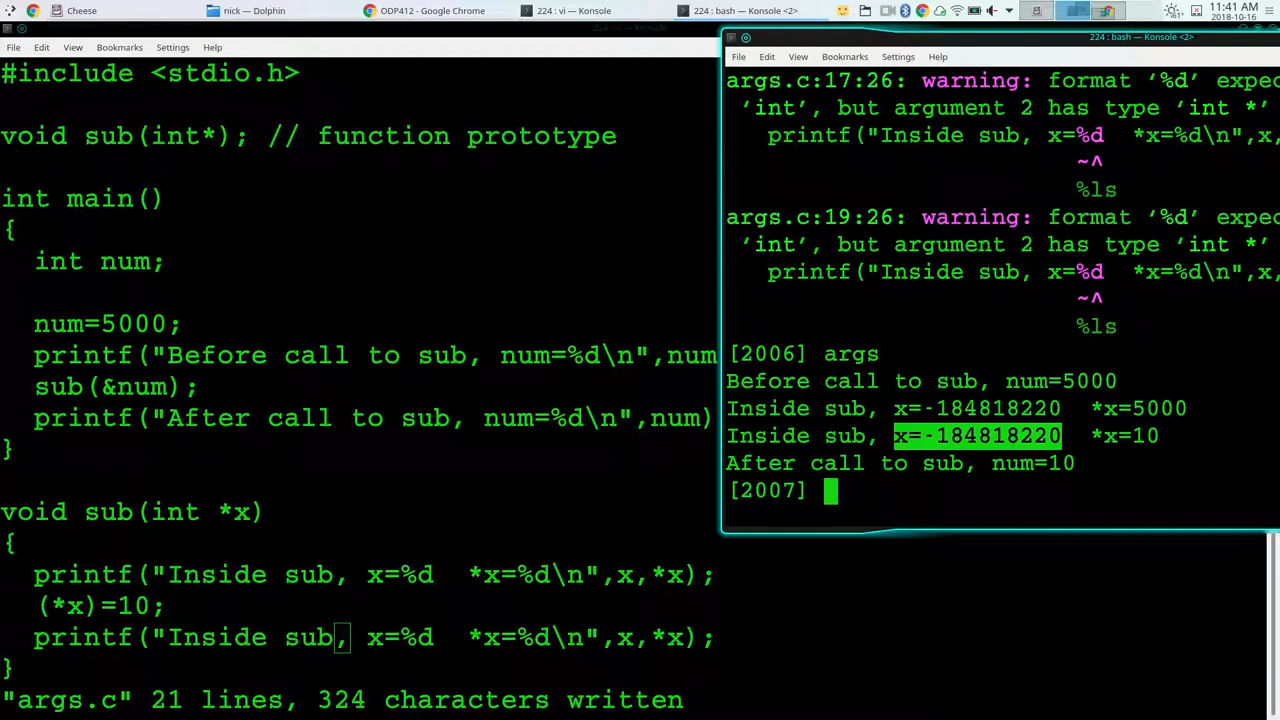 Cheese
nick — Dolphin
ODP412 - Google Chrome
224 : vi — Konsole
224 : bash — Konsole <2>
11:41 AM
2018-10-16
File Edit View Bookmarks Settings Help
#include <stdio.h>
void sub(int*); // function prototype
int main()
{
int num;
num=5000;
printf("Before call to sub, num=%d\n",num
sub(&num);
printf("After call to sub, num=%d\n",num)
}
void sub(int *x)
{
printf("Inside sub, x=%d *x=%d\n",x,*x);
(*x)=10;
printf("Inside sub, x=%d *x=%d\n",x,*x);
}
"args.c" 21 lines, 324 characters written
224 : bash — Konsole <2>
File Edit View Bookmarks Settings Help
args.c:17:26: warning: format ‘%d’ expec
‘int’, but argument 2 has type ‘int *’
printf("Inside sub, x=%d *x=%d\n",x,
~^
%ls
args.c:19:26: warning: format ‘%d’ expec
‘int’, but argument 2 has type ‘int *’
printf("Inside sub, x=%d *x=%d\n",x,
~^
%ls
[2006] args
Before call to sub, num=5000
Inside sub, x=-184818220 *x=5000
Inside sub, x=-184818220 *x=10
After call to sub, num=10
[2007]